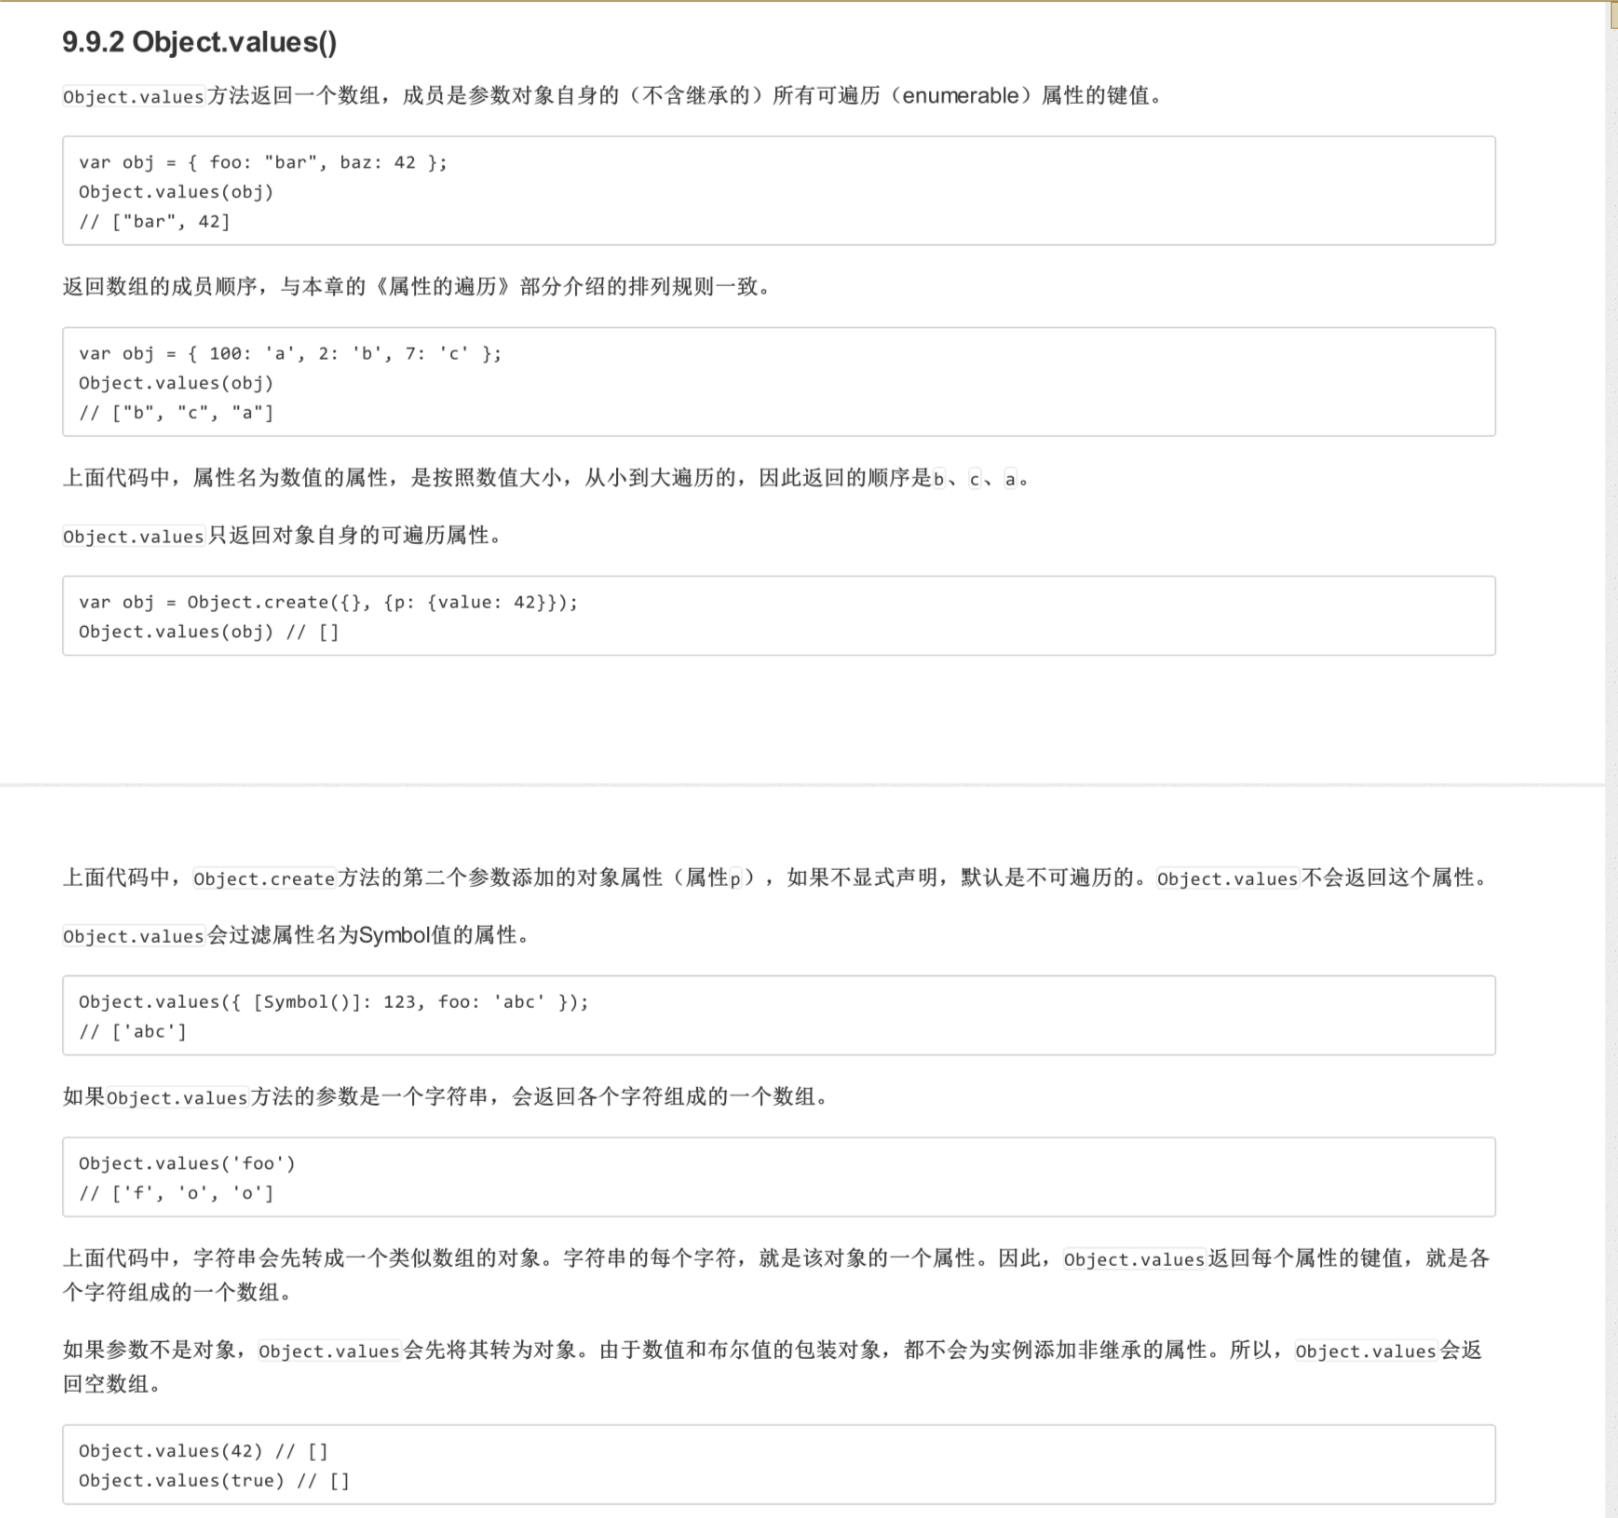 9.9.2 Object.values()
Object.values方法返回一个数组，成员是参数对象自身的（不含继承的）所有可遍历（enumerable）属性的键值。
var obj = { foo: "bar", baz: 42 };
Object.values(obj)
// ["bar", 42]
返回数组的成员顺序，与本章的《属性的遍历》部分介绍的排列规则一致。
var obj = { 100: 'a', 2: 'b', 7: 'c' };
Object.values(obj)
// ["b", "c", "a"]
上面代码中，属性名为数值的属性，是按照数值大小，从小到大遍历的，因此返回的顺序是b、c、a。
Object.values只返回对象自身的可遍历属性。
var obj = Object.create({}, {p: {value: 42}});
Object.values(obj) // []
上面代码中，Object.create方法的第二个参数添加的对象属性（属性p），如果不显式声明，默认是不可遍历的。Object.values不会返回这个属性。
Object.values会过滤属性名为Symbol值的属性。
Object.values({ [Symbol()]: 123, foo: 'abc' });
// ['abc']
如果Object.values方法的参数是一个字符串，会返回各个字符组成的一个数组。
Object.values('foo')
// ['f', 'o', 'o']
上面代码中，字符串会先转成一个类似数组的对象。字符串的每个字符，就是该对象的一个属性。因此，Object.values返回每个属性的键值，就是各
个字符组成的一个数组。
如果参数不是对象，Object.values会先将其转为对象。由于数值和布尔值的包装对象，都不会为实例添加非继承的属性。所以，Object.values会返
回空数组。
Object.values(42) // []
Object.values(true) // []